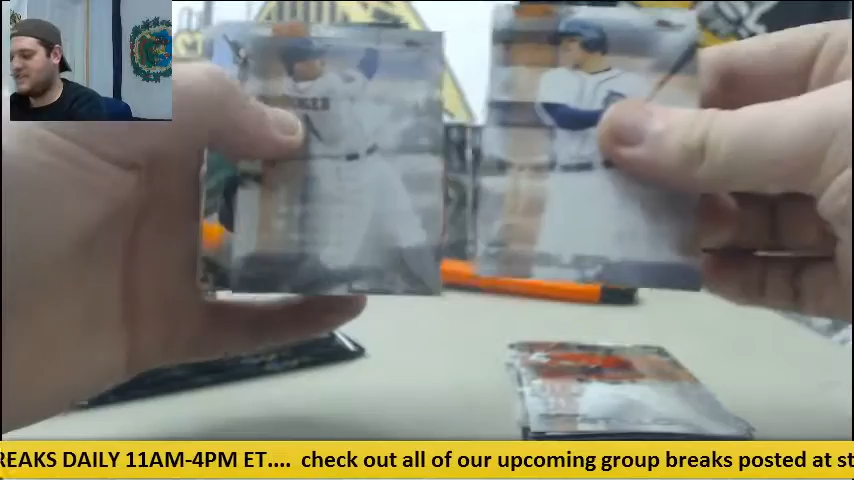 REAKS DAILY 11AM-4PM ET.... check out all of our upcoming group breaks posted at st